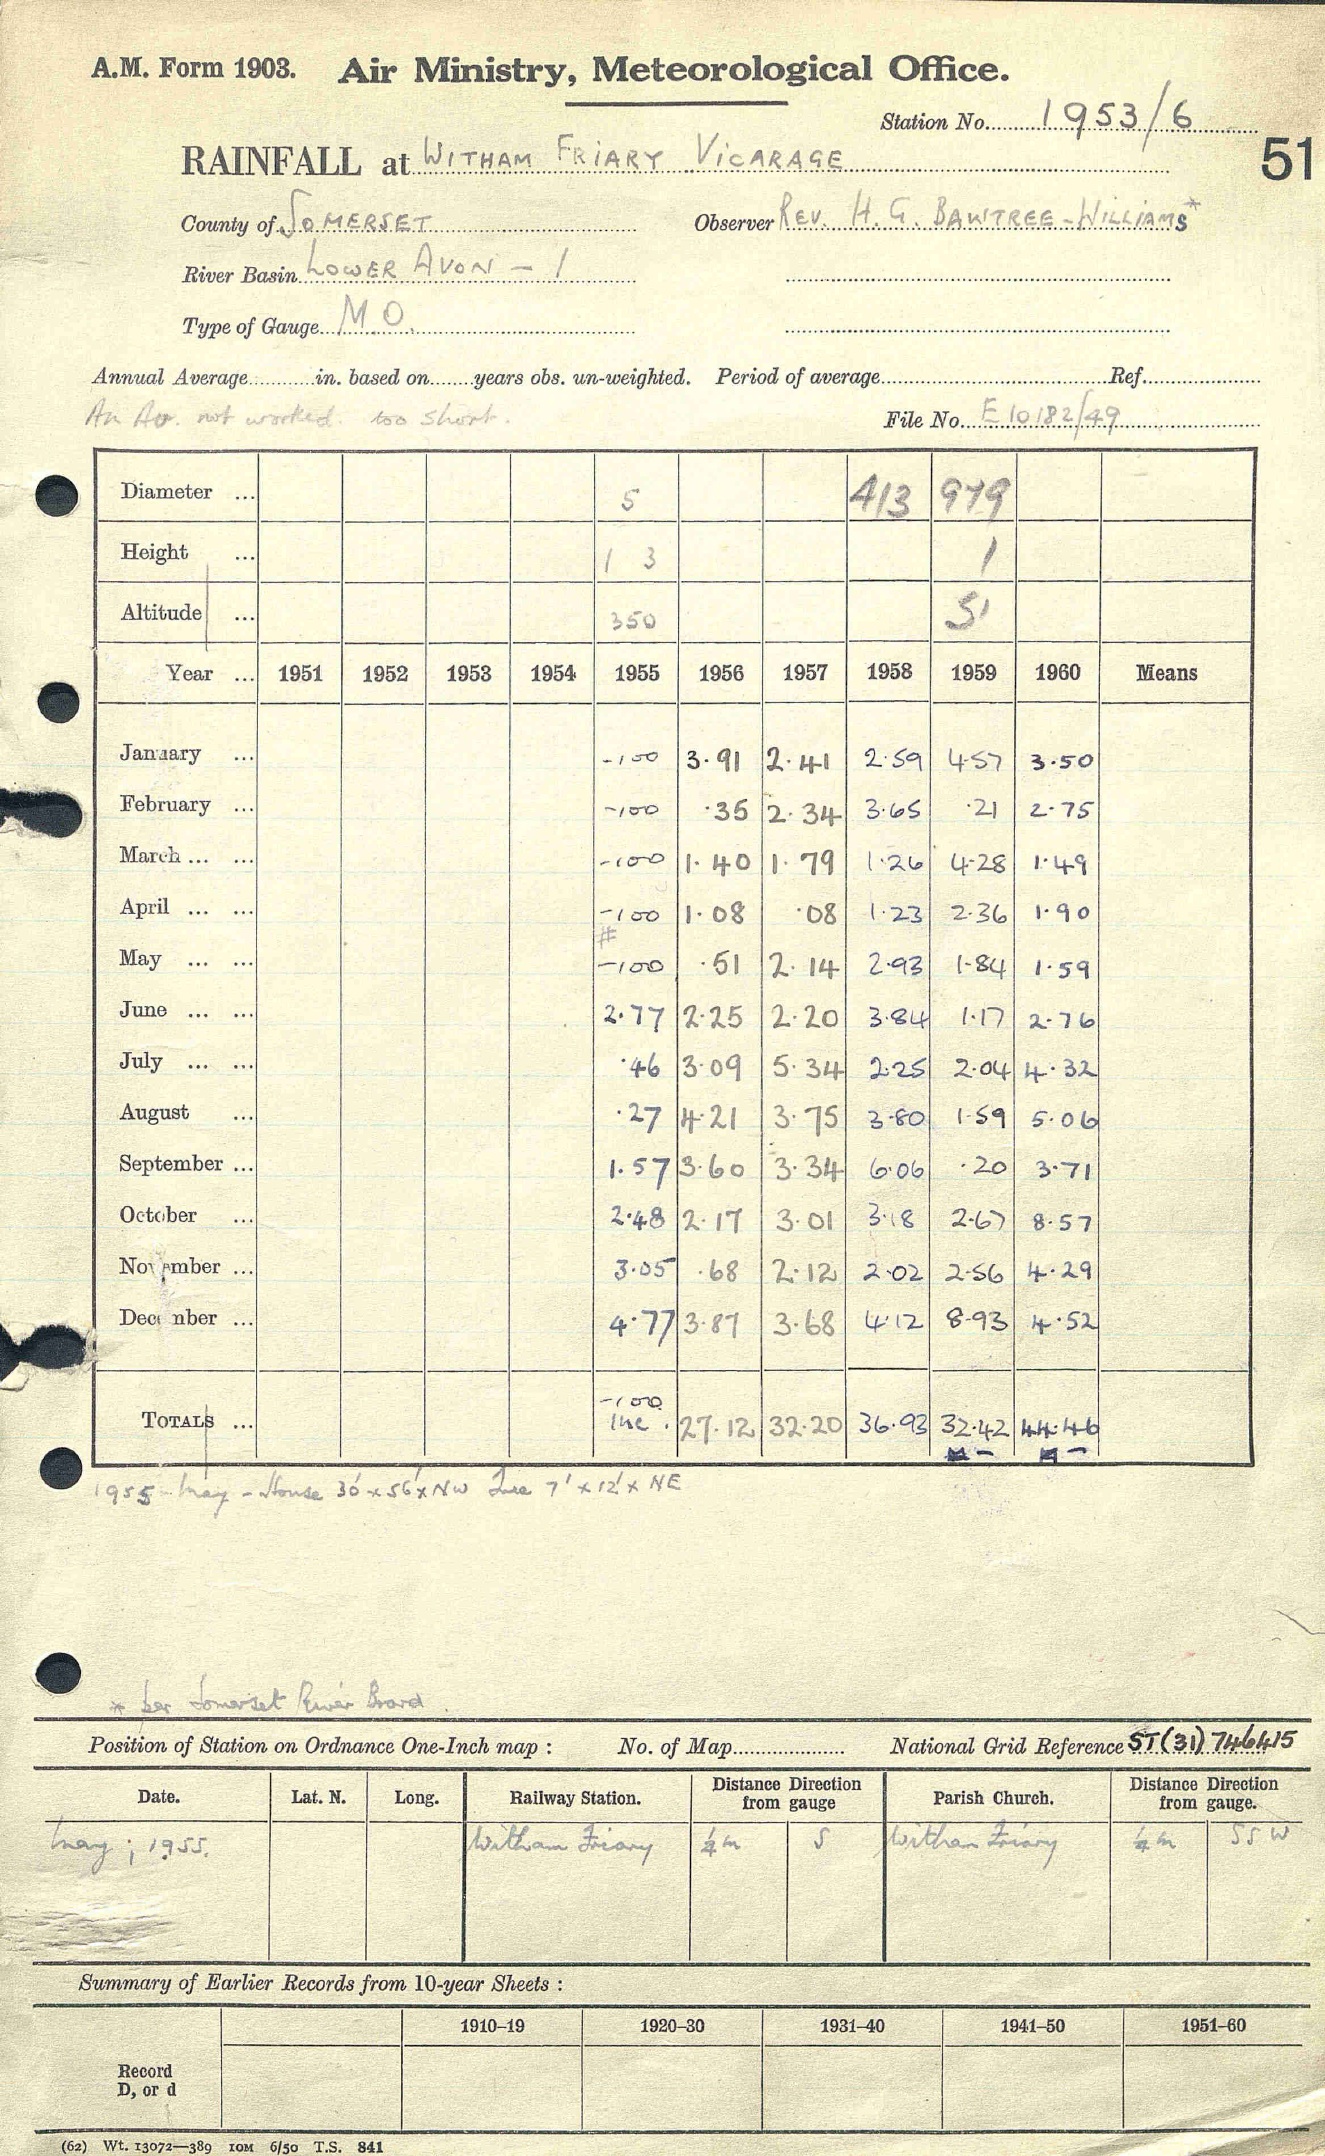 A.M. Form 1903. Air Ministry, Meteorological Office.
Station No. 1953/6
51
RAINFALL at WITHAM FRIARY VICARAGE
County of SOMERSET Observer REV. H. G. BAWTREE-WILLIAMS*
River Basin LOWER AVON - 1
Type of Gauge M.O.
Annual Average in. based on years obs. un-weighted. Period of average Ref.
An Av. not worked. too short. File No. E10182/49
Diameter ... 5 413 979
Height ... 1 3 1
Altitude ... 350 51
Year ... 1951 1952 1953 1954 1955 1956 1957 1958 1959 1960 Means
January ... -100 3.91 2.41 2.59 4.57 3.50
February ... -100 .35 2.34 3.65 .21 2.75
March ... ... -100 1.40 1.79 1.26 4.28 1.49
April ... ... -100 1.08 .08 1.23 2.36 1.90
#
May ... ... -100 .51 2.14 2.93 1.84 1.59
June ... ... 2.77 2.25 2.20 3.84 1.17 2.76
July ... ... .46 3.09 5.34 2.25 2.04 4.32
August ... .27 4.21 3.75 3.80 1.59 5.06
September ... 1.57 3.60 3.34 6.06 .20 3.71
October ... 2.48 2.17 3.01 3.18 2.67 8.57
November ... 3.05 .68 2.12 2.02 2.56 4.29
December ... 4.77 3.87 3.68 4.12 8.93 4.52
-100
TOTALS ... Inc. 27.12 32.20 36.93 32.42 44.46
1955 - May - House 30' x 56' x NW Tree 7' x 12' x NE
* per Somerset River Board
Position of Station on Ordnance One-Inch map : No. of Map National Grid Reference ST(31)746415
Date. Lat. N. Long. Railway Station. Distance Direction from gauge Parish Church. Distance Direction from gauge.
May ; 1955. Witham Friary ¼ m S Witham Friary ¼ m SSW
Summary of Earlier Records from 10-year Sheets :
1910–19 1920–30 1931–40 1941–50 1951–60
Record
D, or d
(62) Wt. 13072—389 10M 6/50 T.S. 841